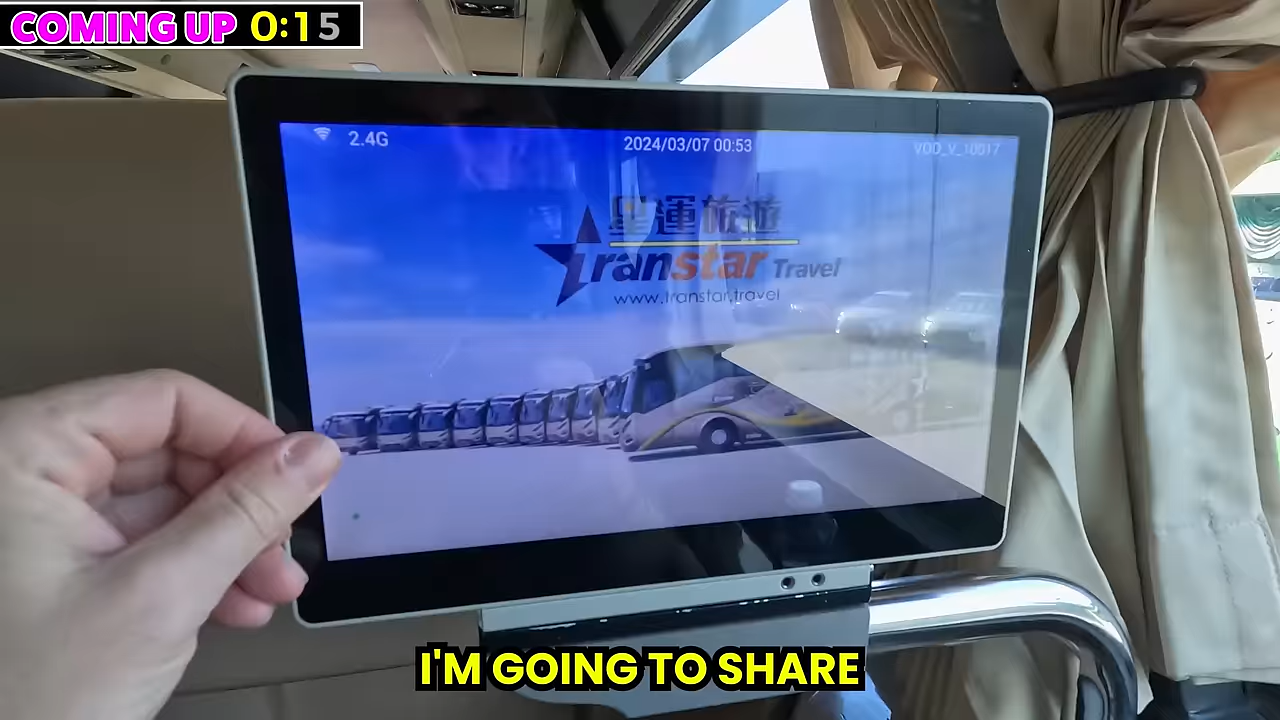 COMING UP 0:15
2.4G
2024/03/07 00:53
VOD_V_10017
星運旅遊
Transtar Travel
www.transtar.travel
I'M GOING TO SHARE